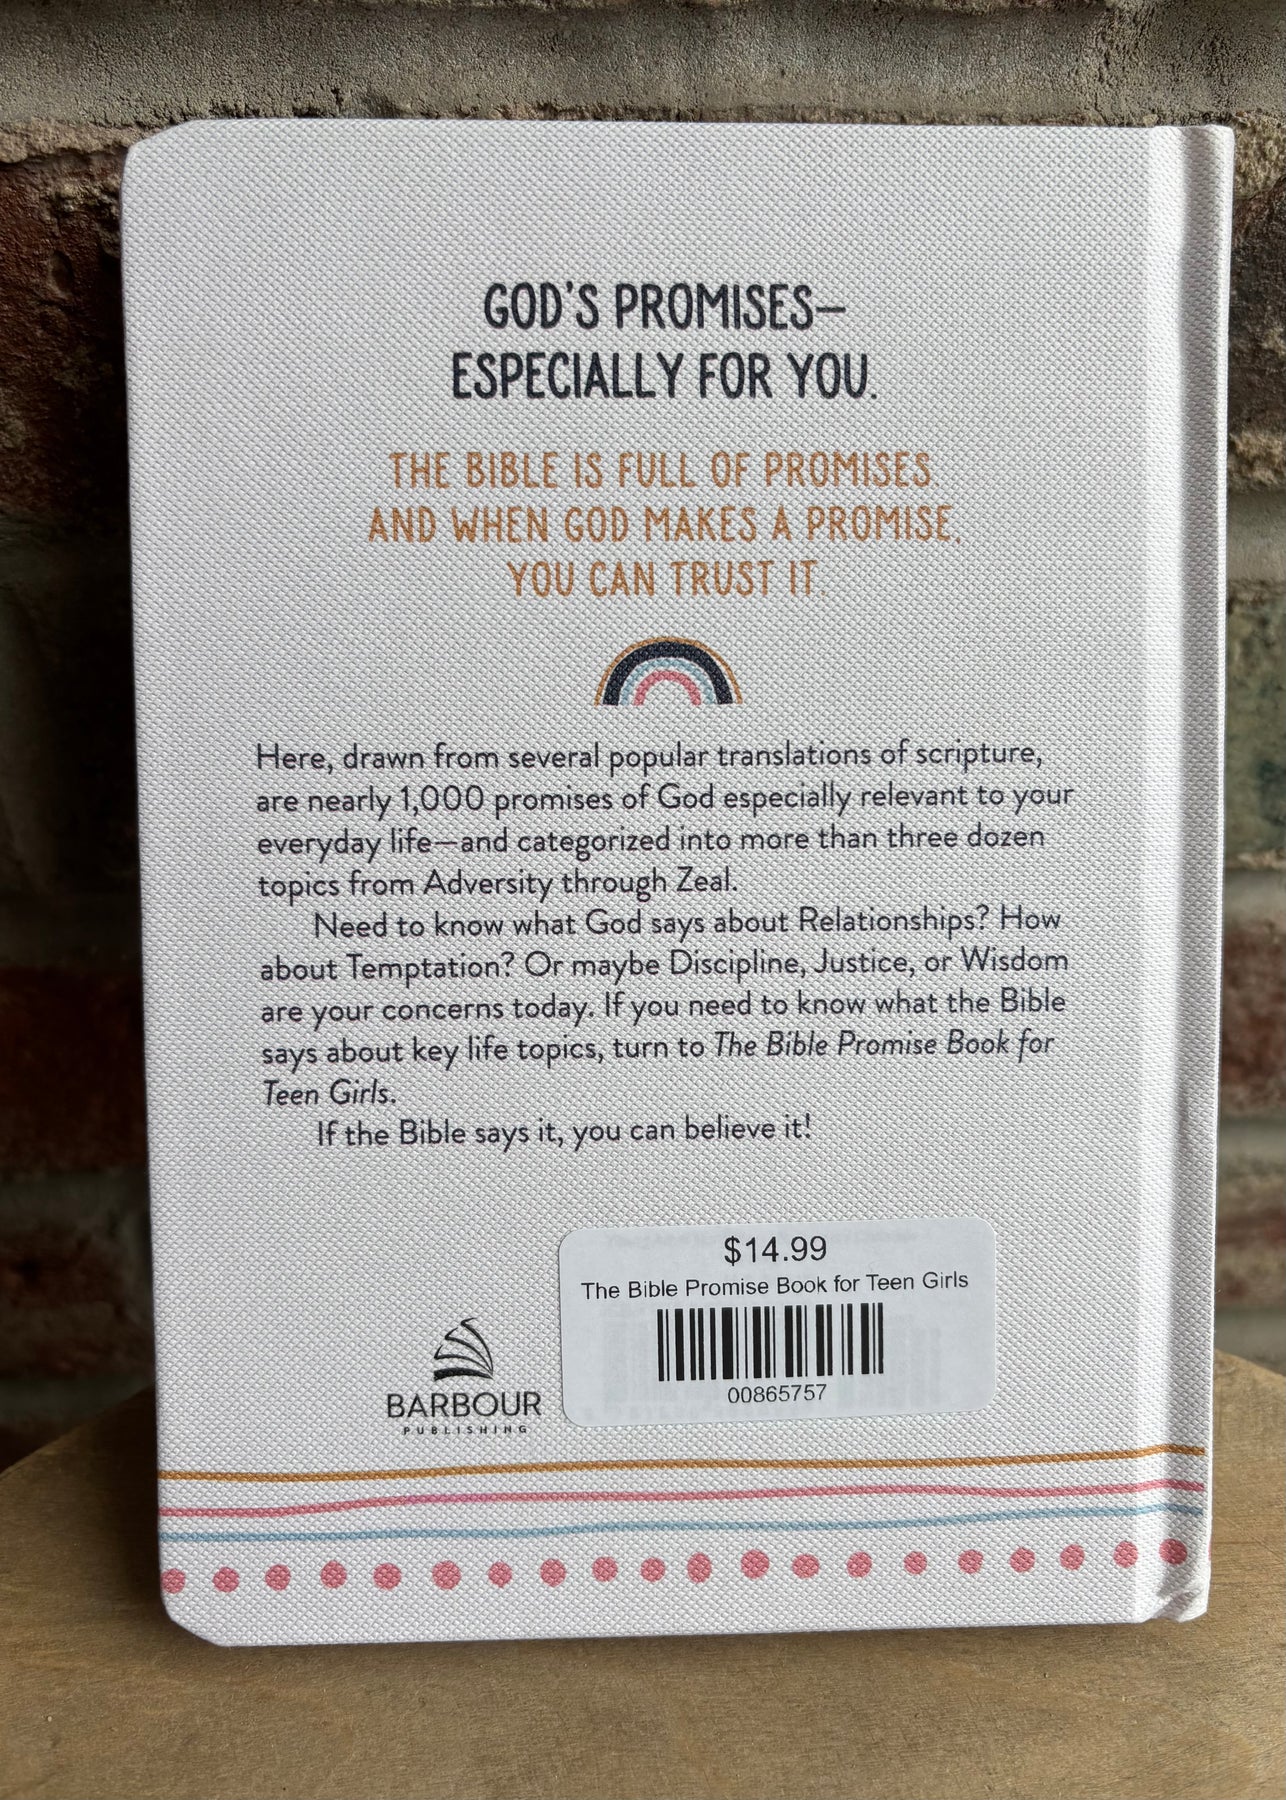 GOD'S PROMISES—
ESPECIALLY FOR YOU.
THE BIBLE IS FULL OF PROMISES.
AND WHEN GOD MAKES A PROMISE,
YOU CAN TRUST IT.
Here, drawn from several popular translations of scripture,
are nearly 1,000 promises of God especially relevant to your
everyday life—and categorized into more than three dozen
topics from Adversity through Zeal.
Need to know what God says about Relationships? How
about Temptation? Or maybe Discipline, Justice, or Wisdom
are your concerns today. If you need to know what the Bible
says about key life topics, turn to The Bible Promise Book for
Teen Girls.
If the Bible says it, you can believe it!
$14.99
The Bible Promise Book for Teen Girls
00865757
BARBOUR
PUBLISHING